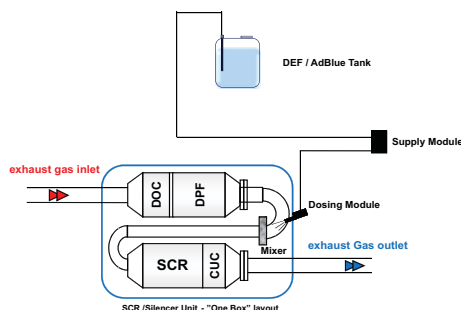 DEF / AdBlue Tank
Supply Module
exhaust gas inlet
DOC
DPF
Dosing Module
Mixer
exhaust Gas outlet
SCR
CUC
SCR /Silencer Unit - "One Box" layout